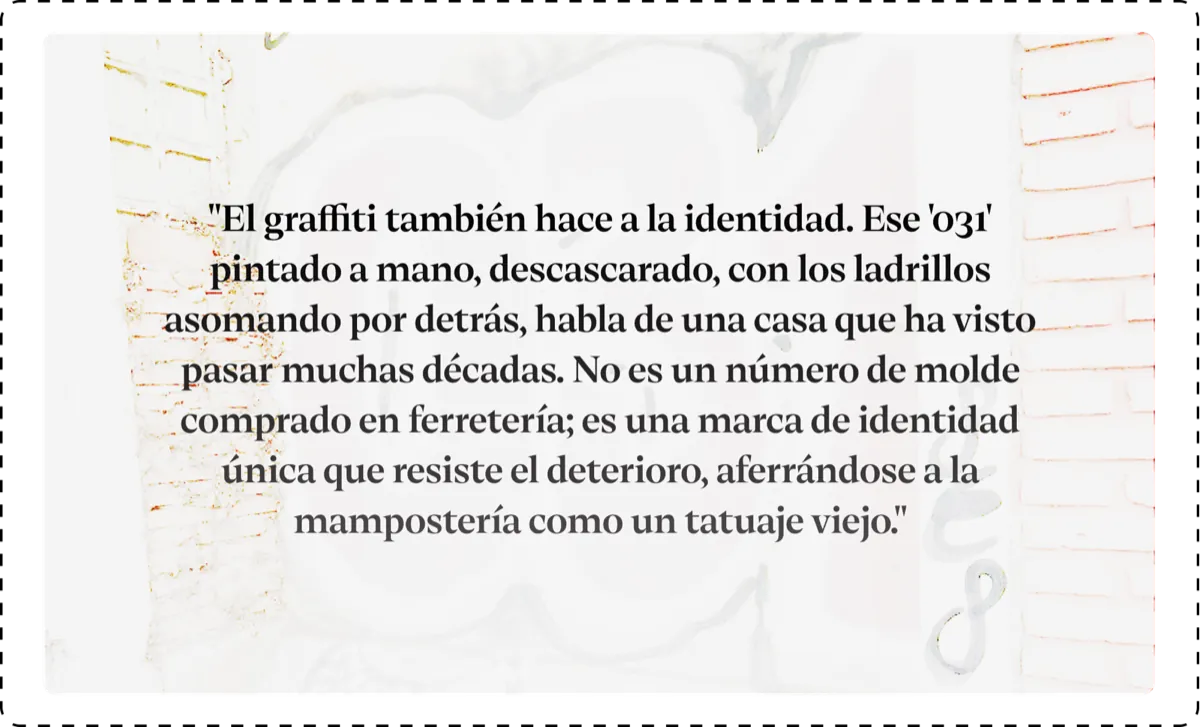 "El graffiti también hace a la identidad. Ese '031'
pintado a mano, descascarado, con los ladrillos
asomando por detrás, habla de una casa que ha visto
pasar muchas décadas. No es un número de molde
comprado en ferretería; es una marca de identidad
única que resiste el deterioro, aferrándose a la
mampostería como un tatuaje viejo."